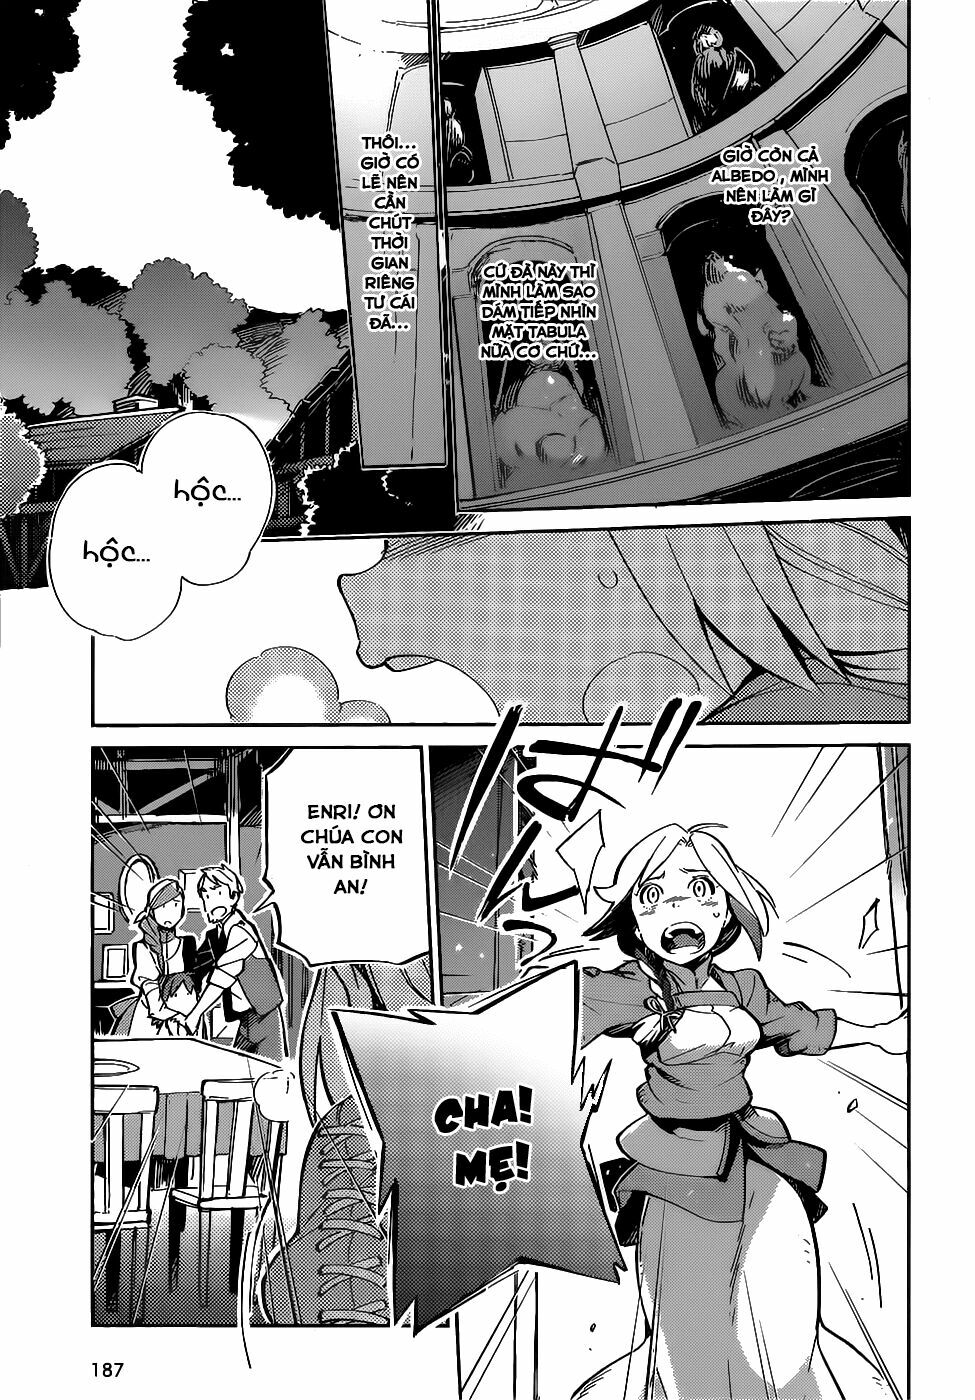 GIỜ CÒN CẢ
ALBEDO , MÌNH
NÊN LÀM GÌ
ĐÂY?
CỨ ĐÀ NÀY THÌ
MÌNH LÀM SAO
DÁM TIẾP NHÌN
MẶT TABULA
NỮA CƠ CHỨ...
THÔI...
GIỜ CÓ
LẼ NÊN
CẦN
CHÚT
THỜI
GIAN
RIÊNG
TƯ CÁI
ĐÃ...
HỘC...
HỘC...
ENRI! ƠN
CHÚA CON
VẪN BÌNH
AN!
CHA!
MẸ!
187